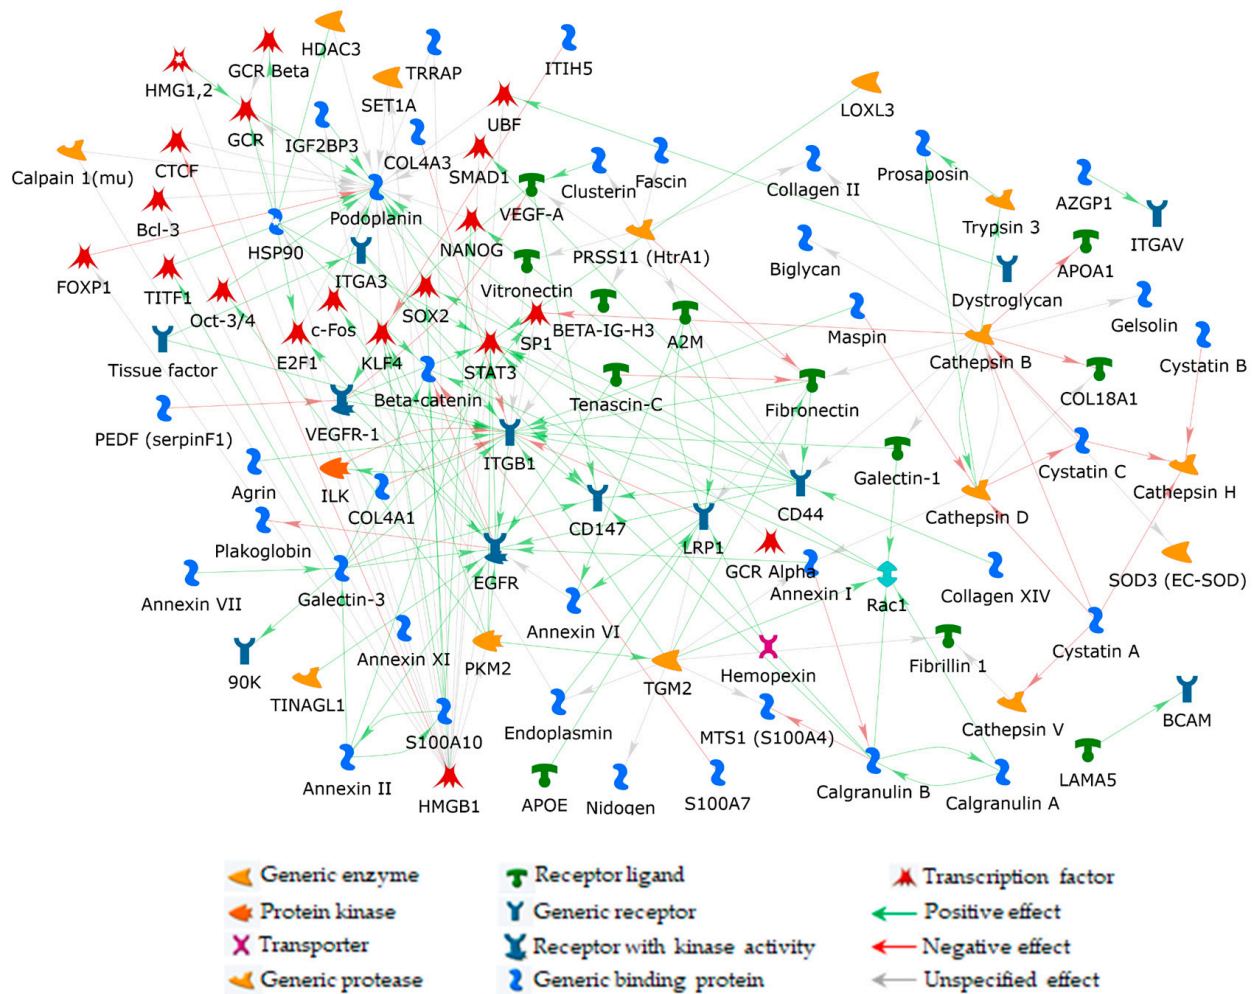 HDAC3
GCR Beta
TRRAP
ITIH5
HMG1,2
SET1A
LOXL3
GCR
IGF2BP3
UBF
CTCF
COL4A3
Calpain 1(mu)
SMAD1
Clusterin
Fascin
Collagen II
Prosaposin
AZGP1
Bcl-3
Podoplanin
VEGF-A
Trypsin 3
ITGAV
HSP90
NANOG
PRSS11 (HtrA1)
Biglycan
APOA1
FOXP1
TITF1
ITGA3
Vitronectin
Dystroglycan
Oct-3/4
c-Fos
SOX2
BETA-IG-H3
A2M
Maspin
Gelsolin
Tissue factor
E2F1
KLF4
STAT3
SP1
Cathepsin B
Cystatin B
Beta-catenin
Tenascin-C
Fibronectin
COL18A1
PEDF (serpinF1)
VEGFR-1
ITGB1
Galectin-1
Cystatin C
Agrin
ILK
COL4A1
CD147
CD44
Cathepsin D
Cathepsin H
Plakoglobin
LRP1
GCR Alpha
EGFR
Annexin I
Rac1
Collagen XIV
SOD3 (EC-SOD)
Annexin VII
Galectin-3
Annexin VI
Annexin XI
PKM2
Hemopexin
Fibrillin 1
Cystatin A
90K
TINAGL1
TGM2
S100A10
Endoplasmin
MTS1 (S100A4)
Cathepsin V
BCAM
Annexin II
HMGB1
APOE
Nidogen
S100A7
Calgranulin B
Calgranulin A
LAMA5
Generic enzyme
Receptor ligand
Transcription factor
Protein kinase
Generic receptor
Positive effect
Transporter
Receptor with kinase activity
Negative effect
Generic protease
Generic binding protein
Unspecified effect